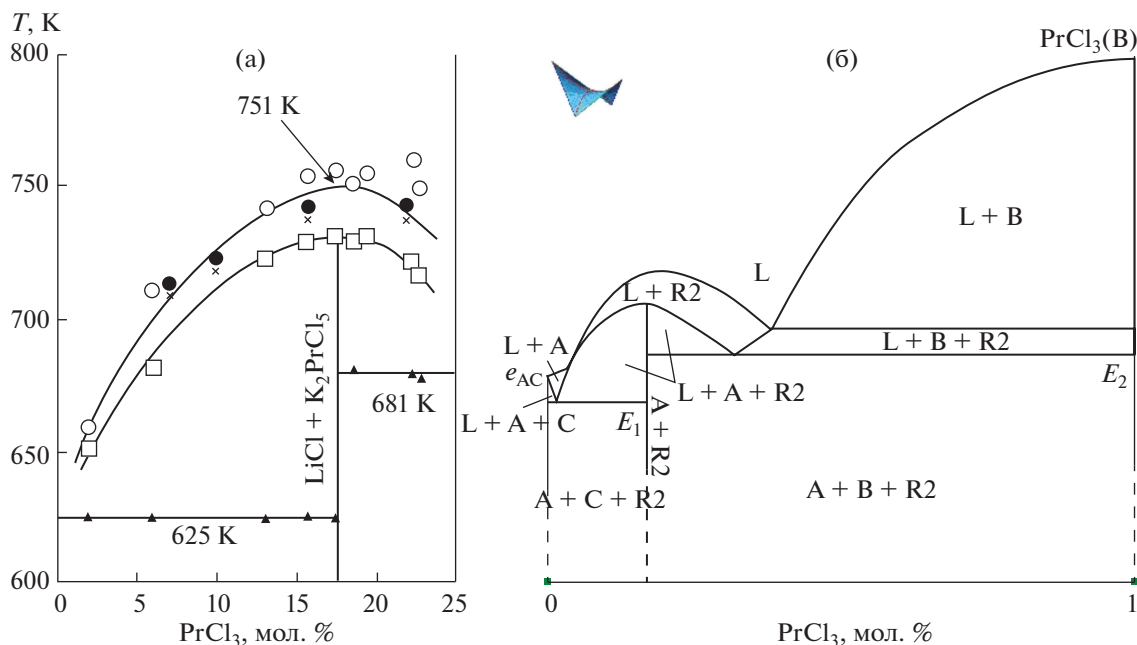 T, K
800
750
700
650
600
(а)
751 K
LiCl + K₂PrCl₅
681 K
625 K
0
5
10
15
20
25
PrCl₃, мол. %
(б)
PrCl₃(B)
L + B
L
L + R2
L + A
e_AC
L + B + R2
E₂
L + A + R2
L + A + C
E₁
A + R2
A + C + R2
A + B + R2
0
1
PrCl₃, мол. %